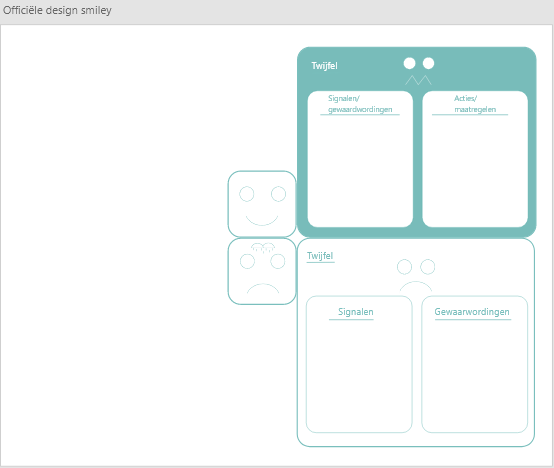 Officiële design smiley
Twijfel
Signalen/
gewaardwordingen
Acties/
maatregelen
Twijfel
Signalen
Gewaarwordingen